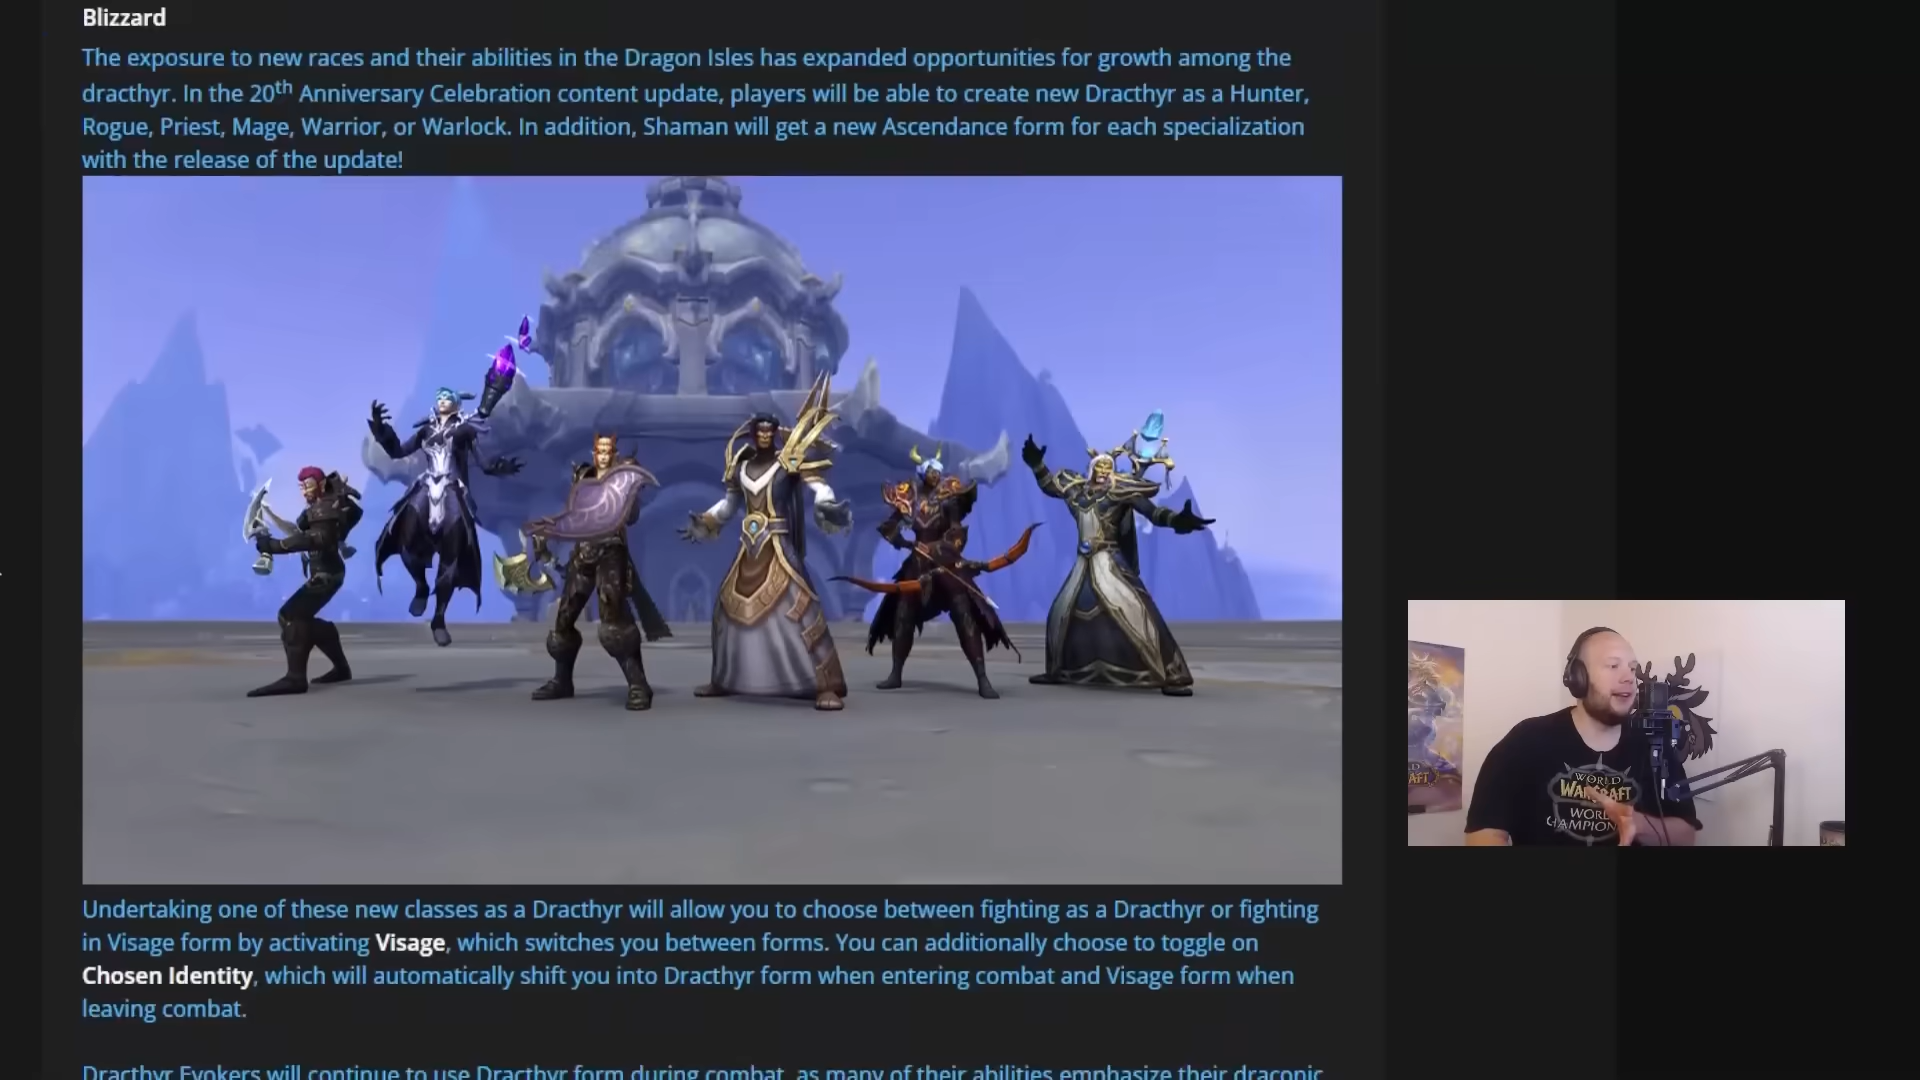 Blizzard
The exposure to new races and their abilities in the Dragon Isles has expanded opportunities for growth among the
dracthyr. In the 20th Anniversary Celebration content update, players will be able to create new Dracthyr as a Hunter,
Rogue, Priest, Mage, Warrior, or Warlock. In addition, Shaman will get a new Ascendance form for each specialization
with the release of the update!
WORLD
WARCRAFT
WORL
CHAMPION
Undertaking one of these new classes as a Dracthyr will allow you to choose between fighting as a Dracthyr or fighting
in Visage form by activating Visage, which switches you between forms. You can additionally choose to toggle on
Chosen Identity, which will automatically shift you into Dracthyr form when entering combat and Visage form when
leaving combat.
Dracthyr Evokers will continue to use Dracthyr form during combat, as many of their abilities emphasize their draconic